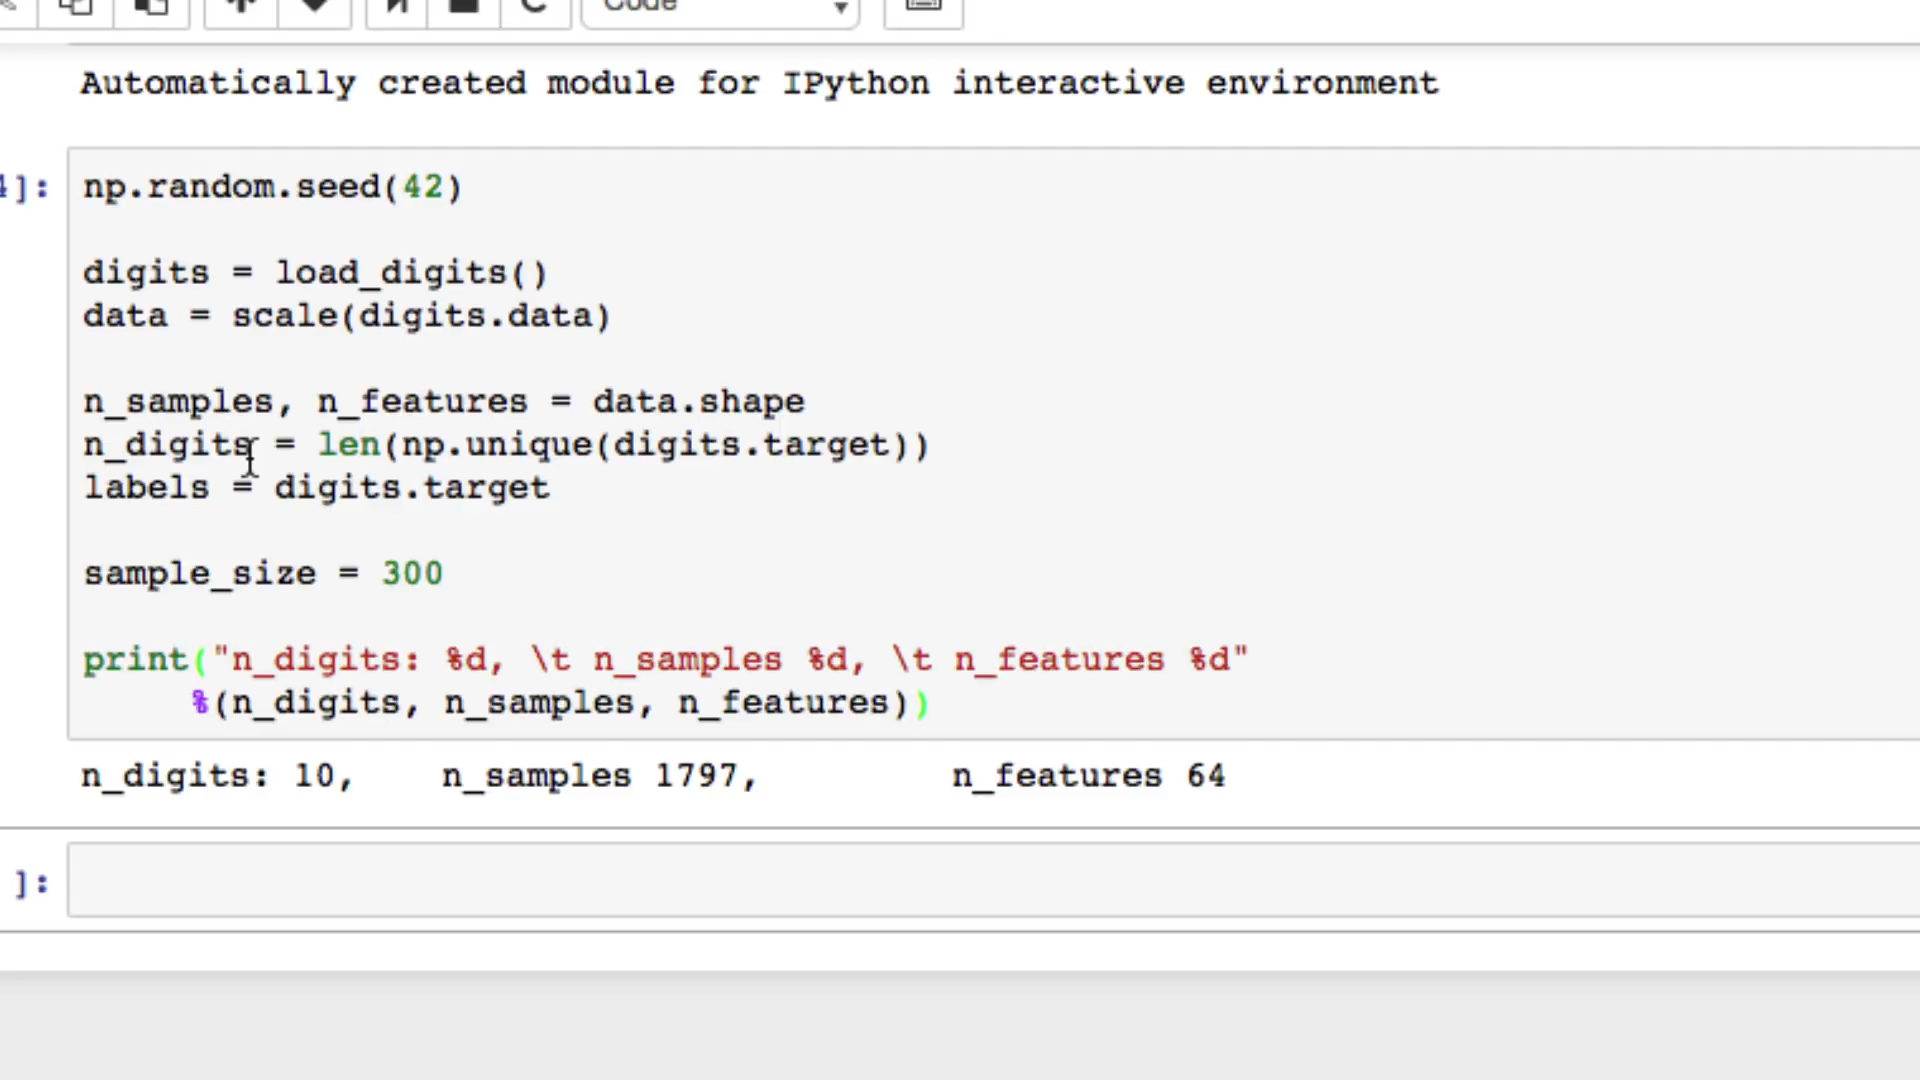 Code
Automatically created module for IPython interactive environment
4]: np.random.seed(42)
digits = load_digits()
data = scale(digits.data)
n_samples, n_features = data.shape
n_digits = len(np.unique(digits.target))
labels = digits.target
sample_size = 300
print("n_digits: %d, \t n_samples %d, \t n_features %d"
%(n_digits, n_samples, n_features))
n_digits: 10,    n_samples 1797,         n_features 64
]: